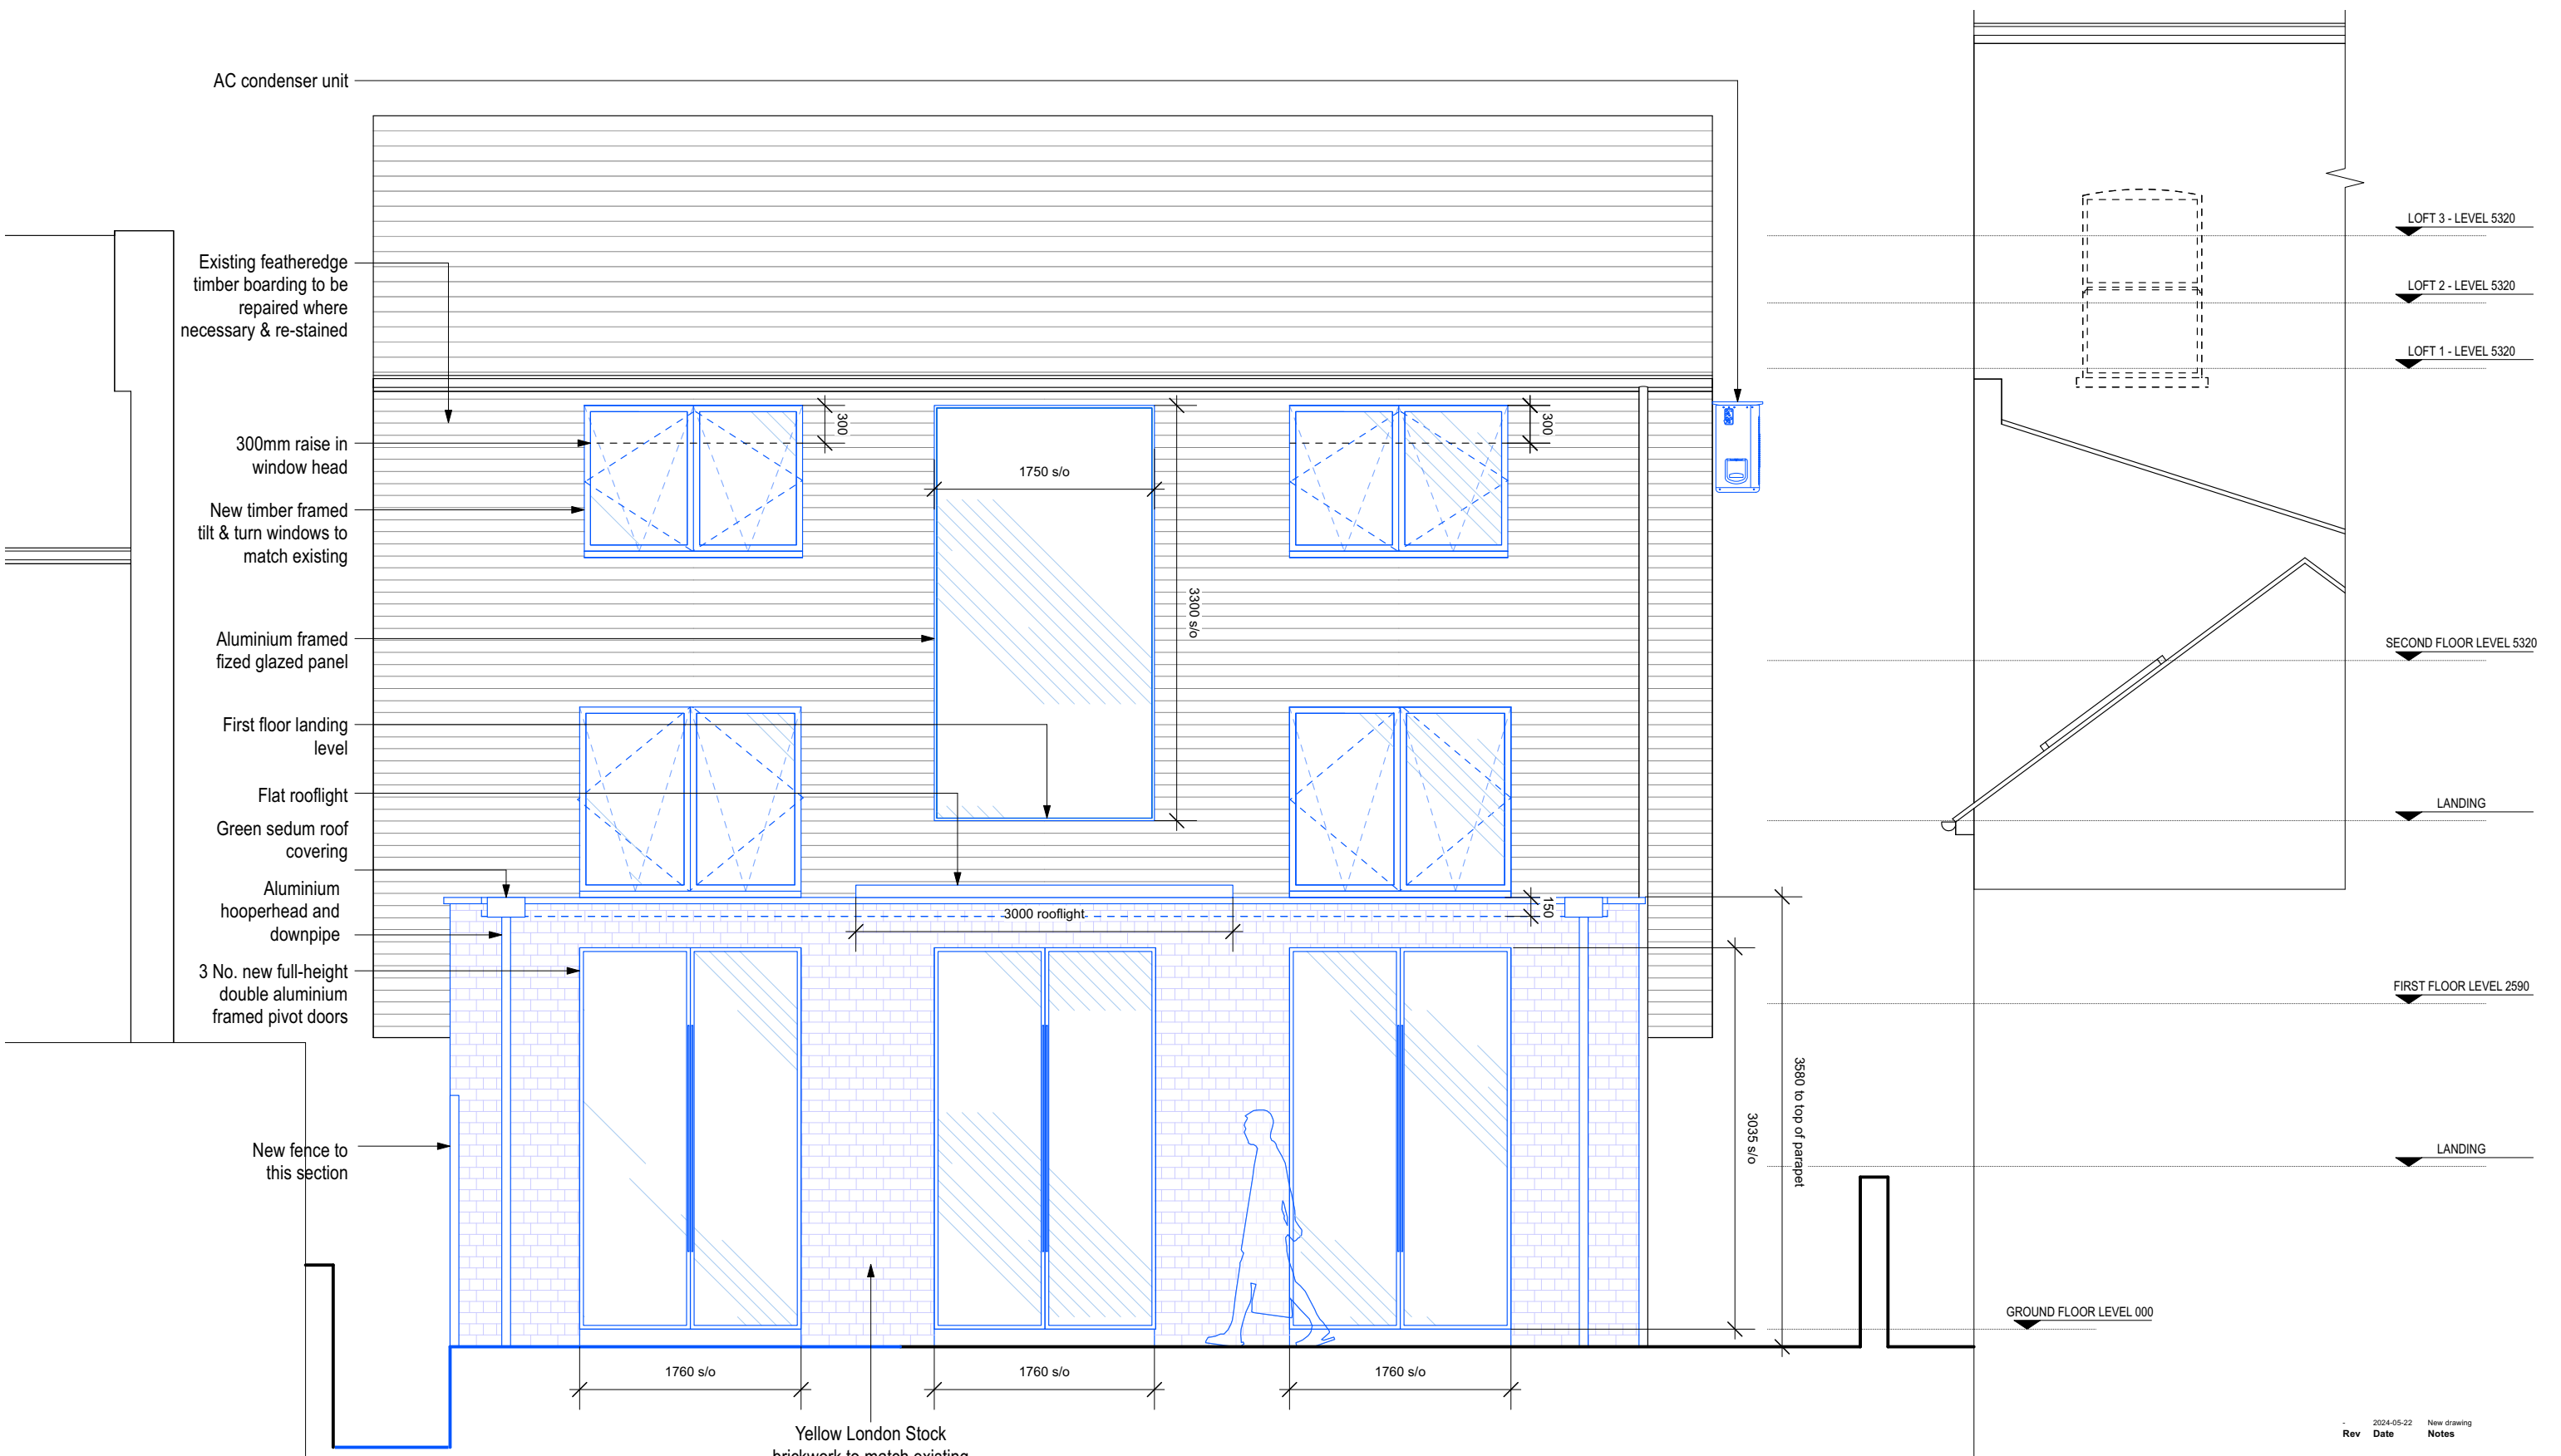 AC condenser unit
Existing featheredge
timber boarding to be
repaired where
necessary & re-stained
300mm raise in
window head
New timber framed
tilt & turn windows to
match existing
Aluminium framed
fized glazed panel
First floor landing
level
Flat rooflight
Green sedum roof
covering
Aluminium
hooperhead and
downpipe
3 No. new full-height
double aluminium
framed pivot doors
New fence to
this section
300
1750 s/o
300
3300 s/o
3000 rooflight
150
3035 s/o
3580 to top of parapet
1760 s/o
1760 s/o
1760 s/o
Yellow London Stock
brickwork to match existing
LOFT 3 - LEVEL 5320
LOFT 2 - LEVEL 5320
LOFT 1 - LEVEL 5320
SECOND FLOOR LEVEL 5320
LANDING
FIRST FLOOR LEVEL 2590
LANDING
GROUND FLOOR LEVEL 000
- 2024-05-22 New drawing
Rev Date Notes